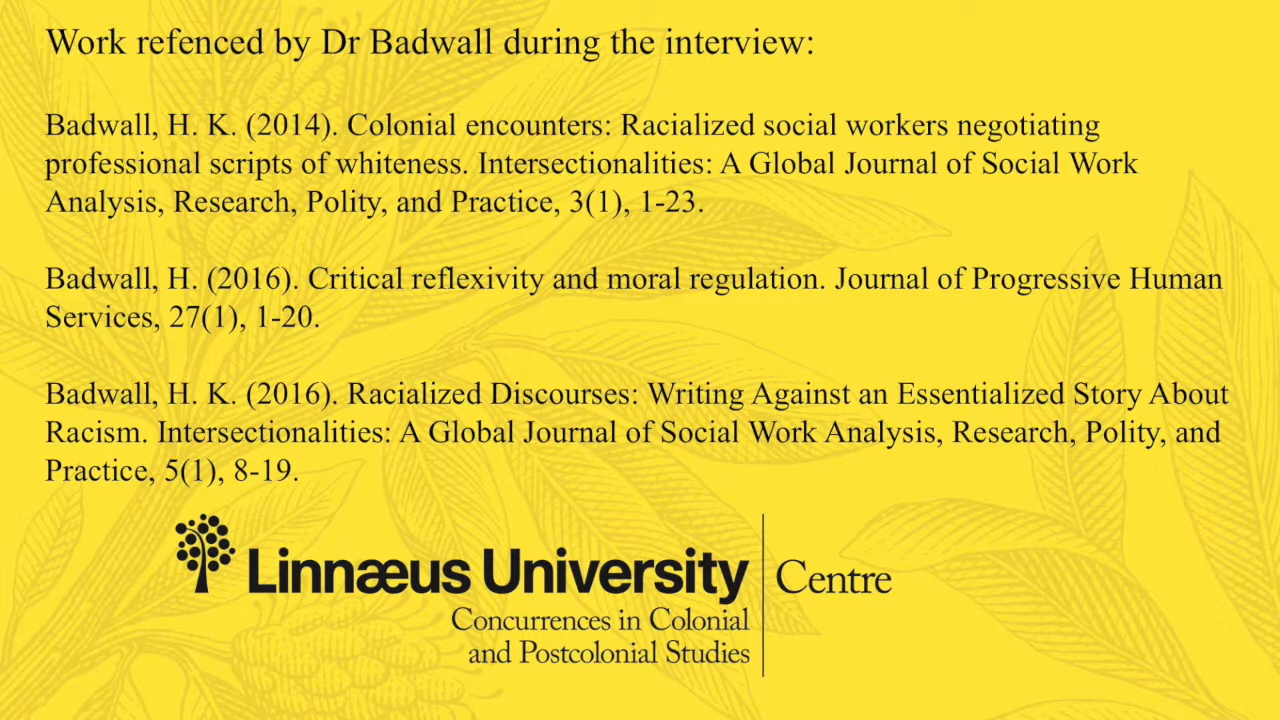 Work refenced by Dr Badwall during the interview:
Badwall, H. K. (2014). Colonial encounters: Racialized social workers negotiating
professional scripts of whiteness. Intersectionalities: A Global Journal of Social Work
Analysis, Research, Polity, and Practice, 3(1), 1-23.
Badwall, H. (2016). Critical reflexivity and moral regulation. Journal of Progressive Human
Services, 27(1), 1-20.
Badwall, H. K. (2016). Racialized Discourses: Writing Against an Essentialized Story About
Racism. Intersectionalities: A Global Journal of Social Work Analysis, Research, Polity, and
Practice, 5(1), 8-19.
Linnæus University Centre
Concurrences in Colonial
and Postcolonial Studies